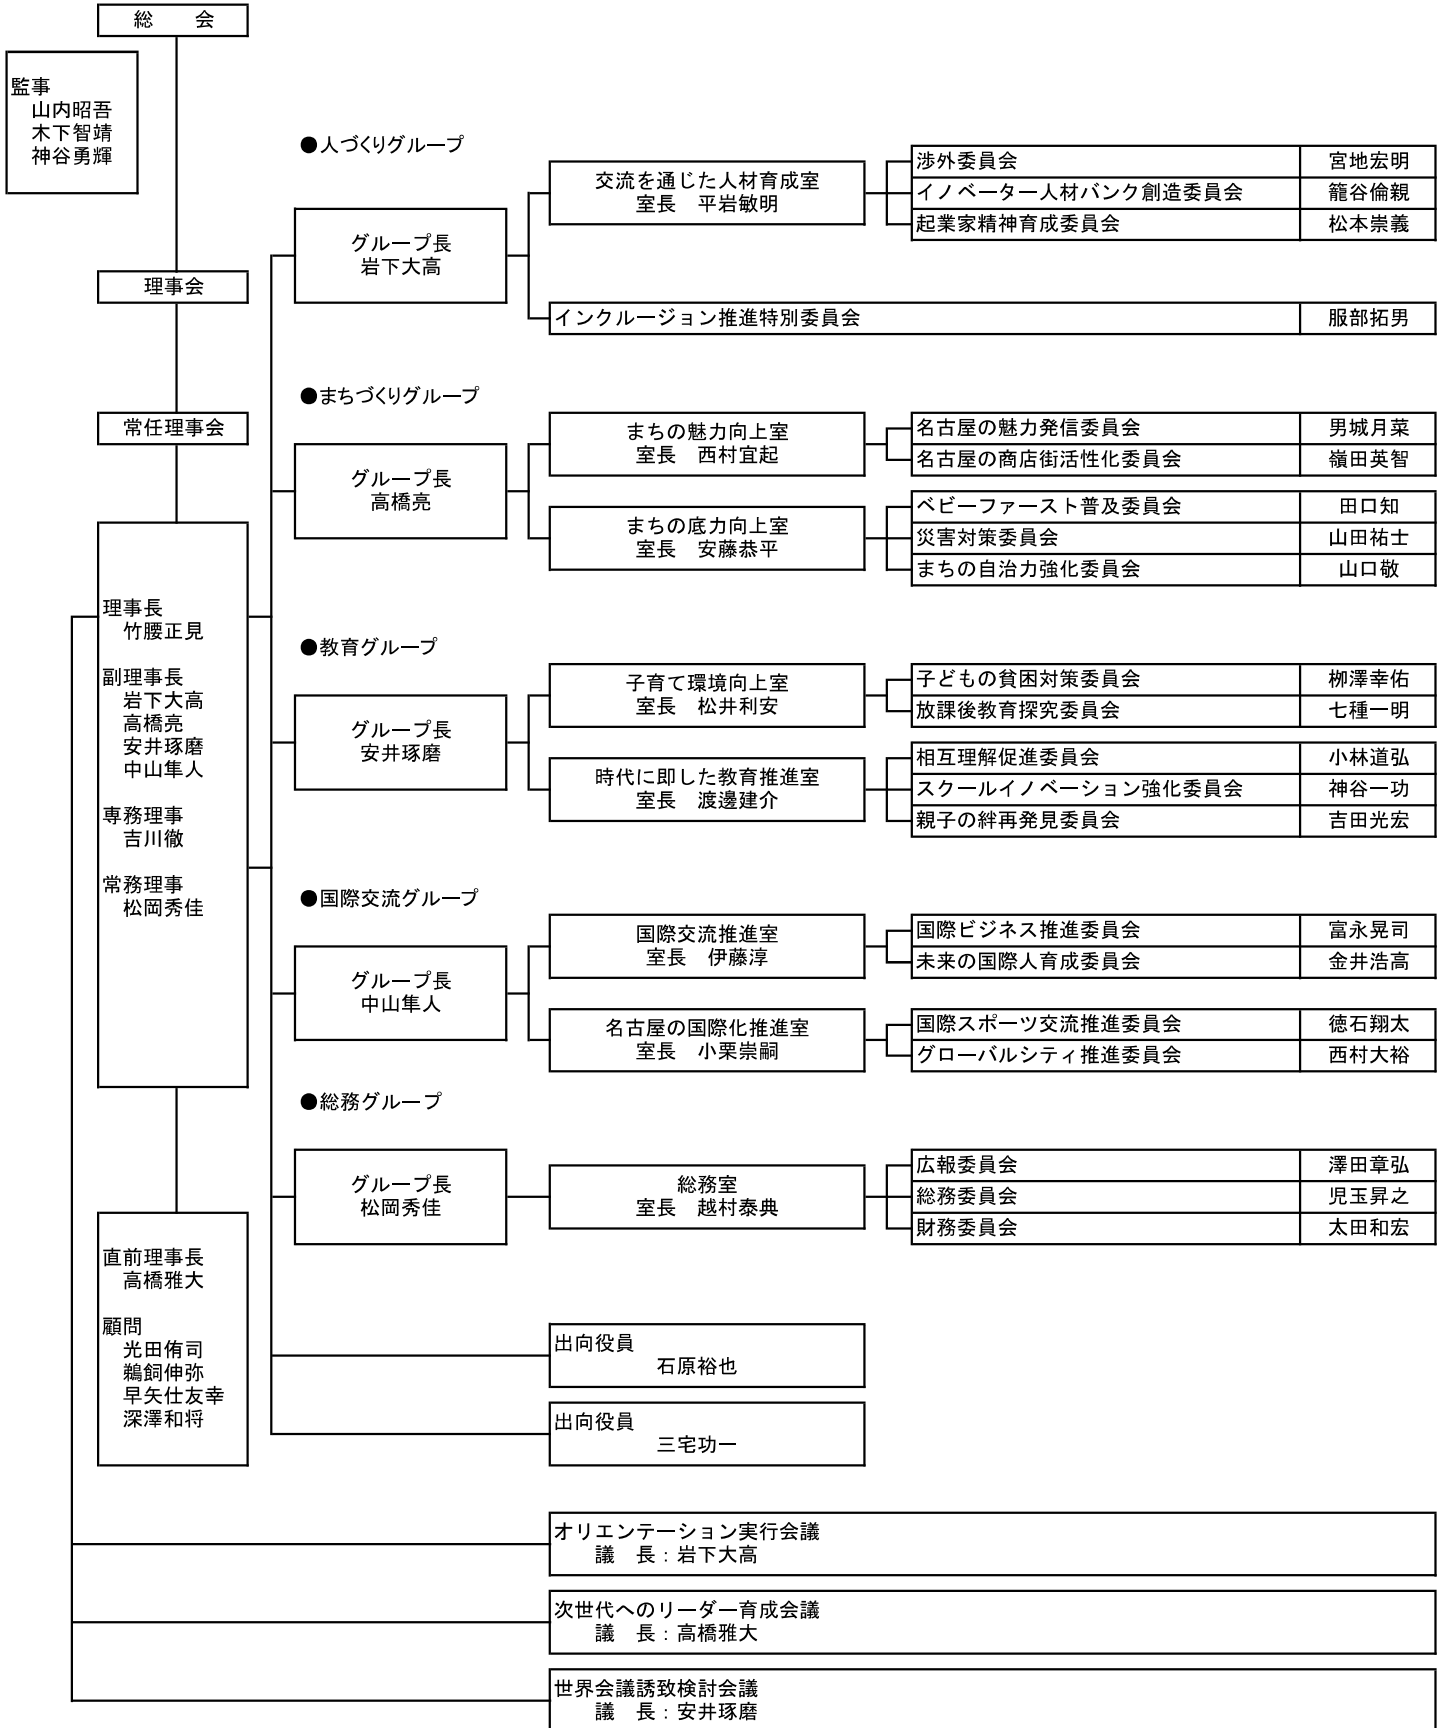 総　　会
監事
山内昭吾
木下智靖
神谷勇輝
理事会
常任理事会
理事長
竹腰正見
副理事長
岩下大高
高橋亮
安井琢磨
中山隼人
専務理事
吉川徹
常務理事
松岡秀佳
直前理事長
高橋雅大
顧問
光田侑司
鵜飼伸弥
早矢仕友幸
深澤和将
●人づくりグループ
グループ長
岩下大高
交流を通じた人材育成室
室長　平岩敏明
渉外委員会　宮地宏明
イノベーター人材バンク創造委員会　籠谷倫親
起業家精神育成委員会　松本崇義
インクルージョン推進特別委員会　服部拓男
●まちづくりグループ
グループ長
高橋亮
まちの魅力向上室
室長　西村宜起
名古屋の魅力発信委員会　男城月菜
名古屋の商店街活性化委員会　嶺田英智
まちの底力向上室
室長　安藤恭平
ベビーファースト普及委員会　田口知
災害対策委員会　山田祐士
まちの自治力強化委員会　山口敬
●教育グループ
グループ長
安井琢磨
子育て環境向上室
室長　松井利安
子どもの貧困対策委員会　栁澤幸佑
放課後教育探究委員会　七種一明
時代に即した教育推進室
室長　渡邊建介
相互理解促進委員会　小林道弘
スクールイノベーション強化委員会　神谷一功
親子の絆再発見委員会　吉田光宏
●国際交流グループ
グループ長
中山隼人
国際交流推進室
室長　伊藤淳
国際ビジネス推進委員会　富永晃司
未来の国際人育成委員会　金井浩高
名古屋の国際化推進室
室長　小栗崇嗣
国際スポーツ交流推進委員会　徳石翔太
グローバルシティ推進委員会　西村大裕
●総務グループ
グループ長
松岡秀佳
総務室
室長　越村泰典
広報委員会　澤田章弘
総務委員会　児玉昇之
財務委員会　太田和宏
出向役員
石原裕也
出向役員
三宅功一
オリエンテーション実行会議
議　長：岩下大高
次世代へのリーダー育成会議
議　長：高橋雅大
世界会議誘致検討会議
議　長：安井琢磨